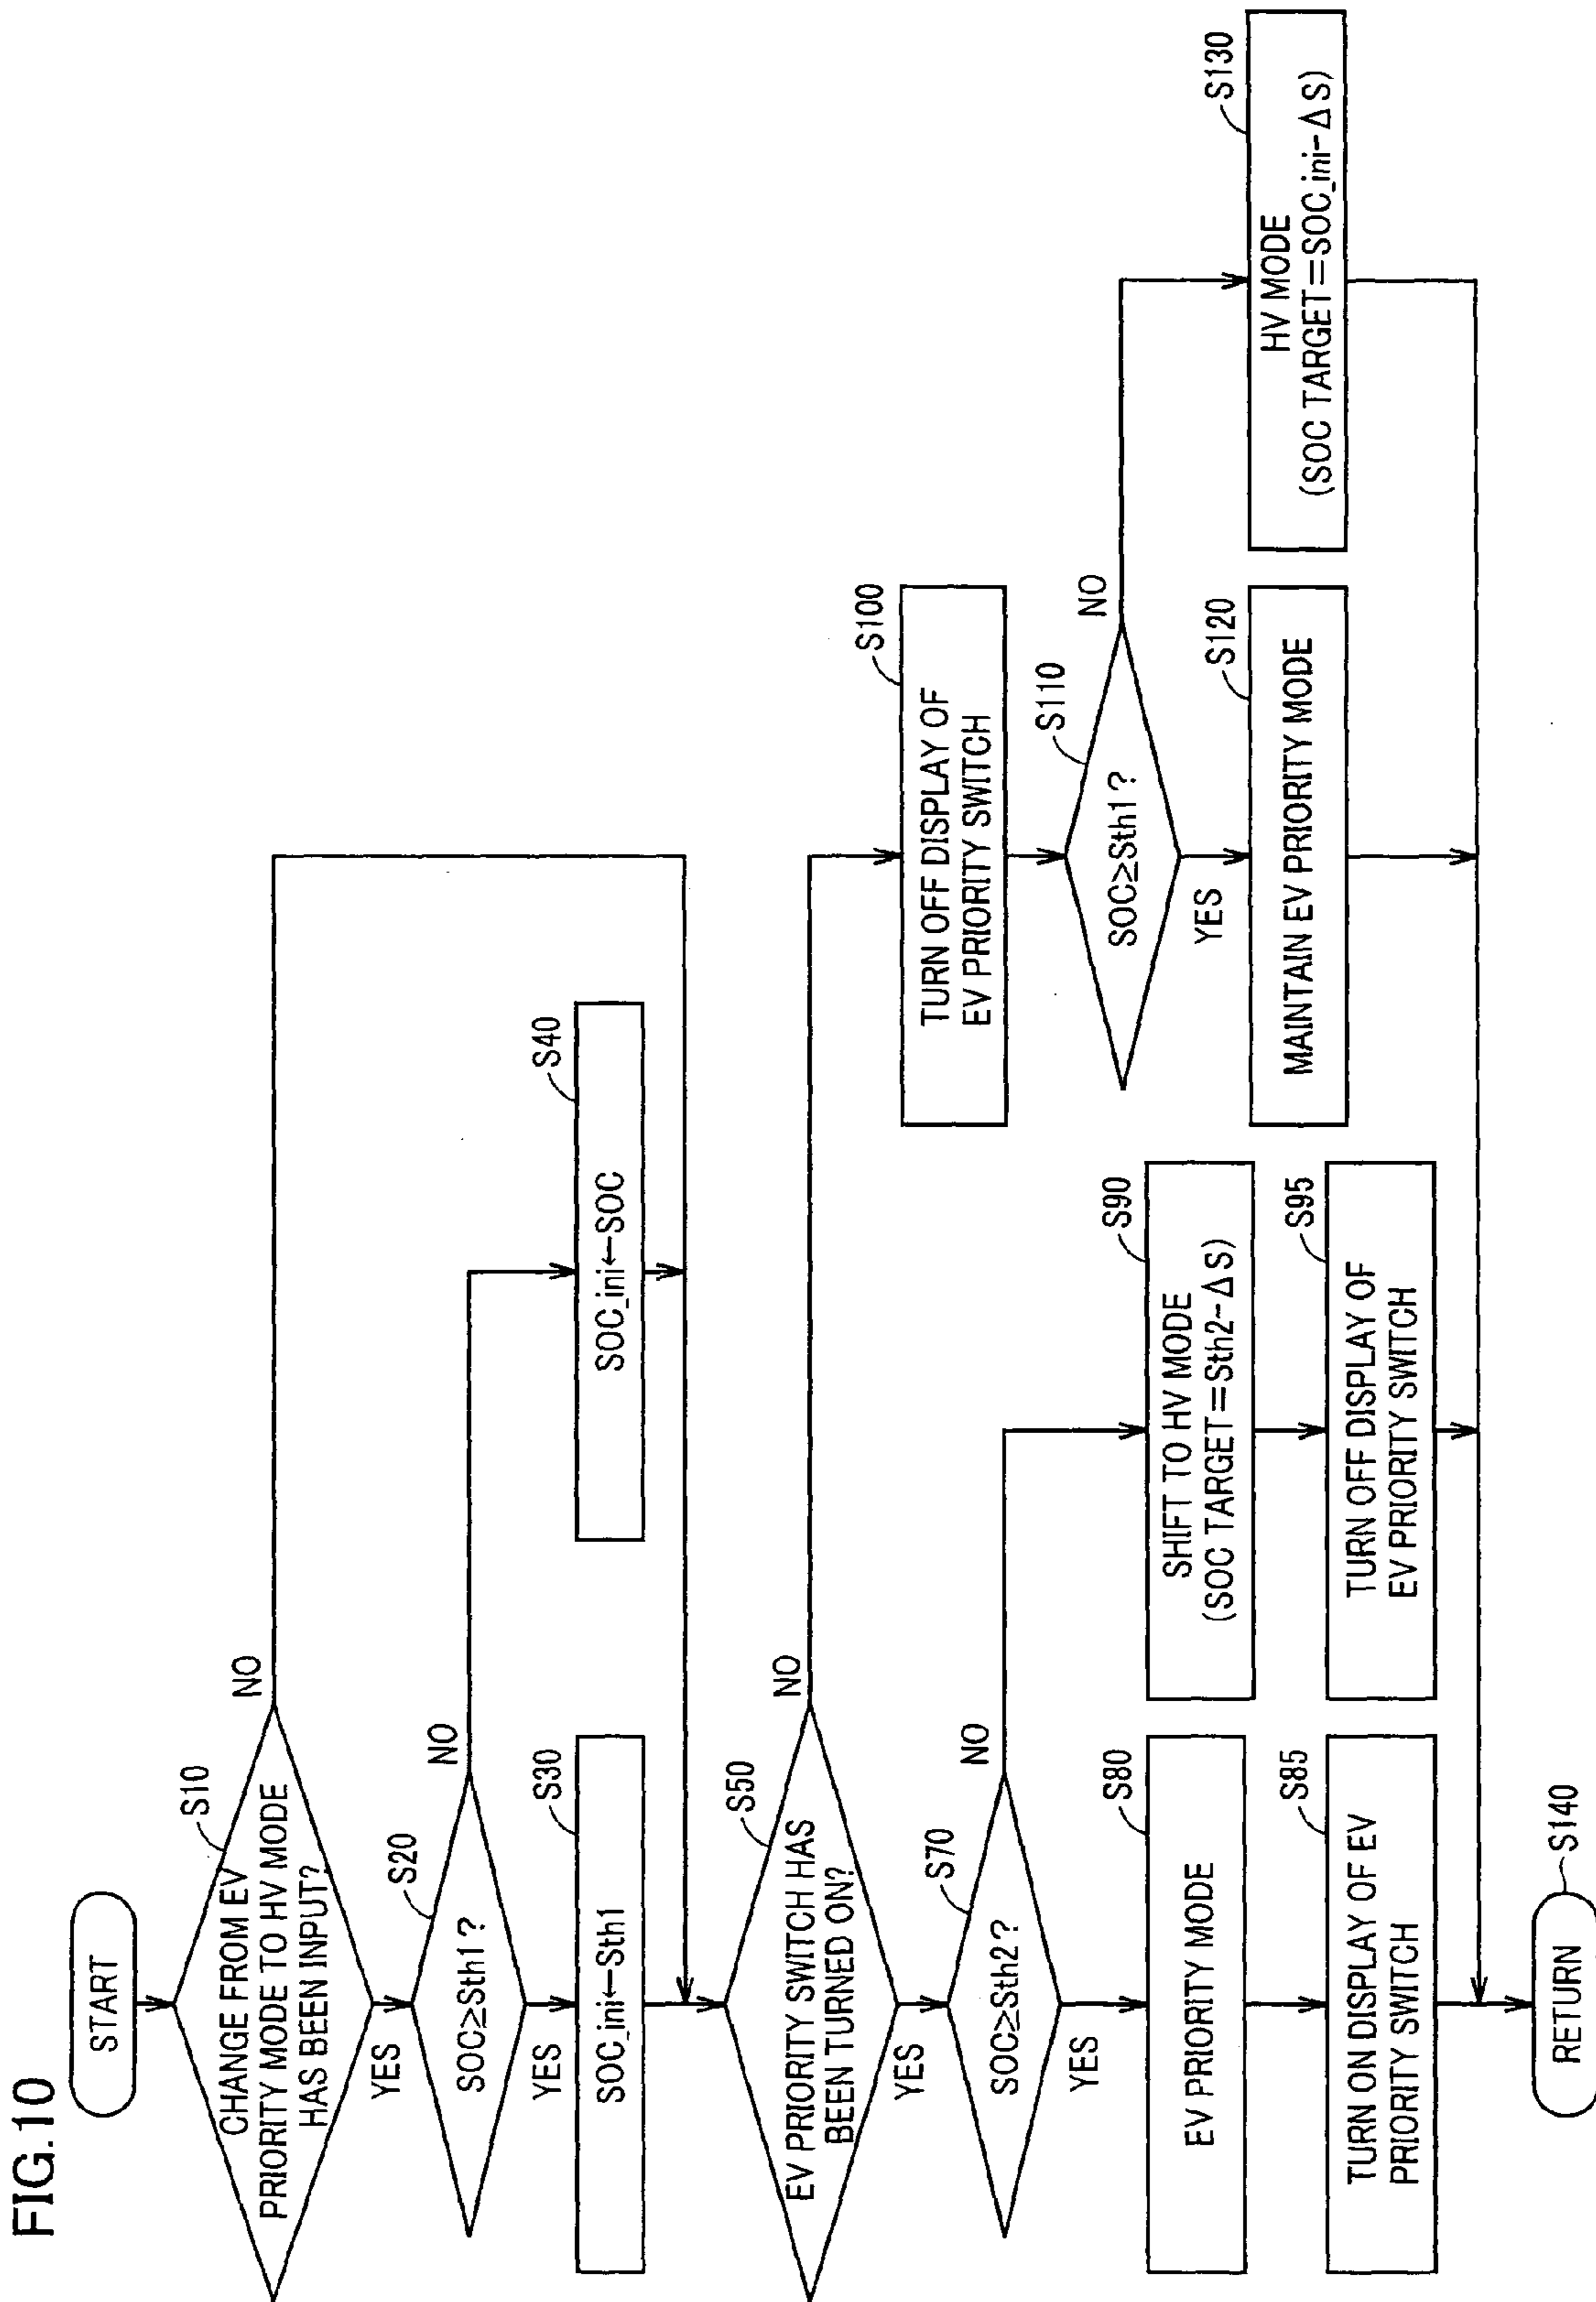 FIG.10
START
S10
CHANGE FROM EV
PRIORITY MODE TO HV MODE
HAS BEEN INPUT?
NO
YES
S20
SOC≥Sth1?
NO
YES
S30
SOC_ini←Sth1
S40
SOC_ini←SOC
S50
EV PRIORITY SWITCH HAS
BEEN TURNED ON?
NO
YES
S70
SOC≥Sth2?
NO
YES
S80
EV PRIORITY MODE
S85
TURN ON DISPLAY OF EV
PRIORITY SWITCH
S90
SHIFT TO HV MODE
(SOC TARGET=Sth2-ΔS)
S95
TURN OFF DISPLAY OF
EV PRIORITY SWITCH
S100
TURN OFF DISPLAY OF
EV PRIORITY SWITCH
S110
SOC≥Sth1?
NO
YES
S120
MAINTAIN EV PRIORITY MODE
S130
HV MODE
(SOC TARGET=SOC_ini-ΔS)
RETURN
S140